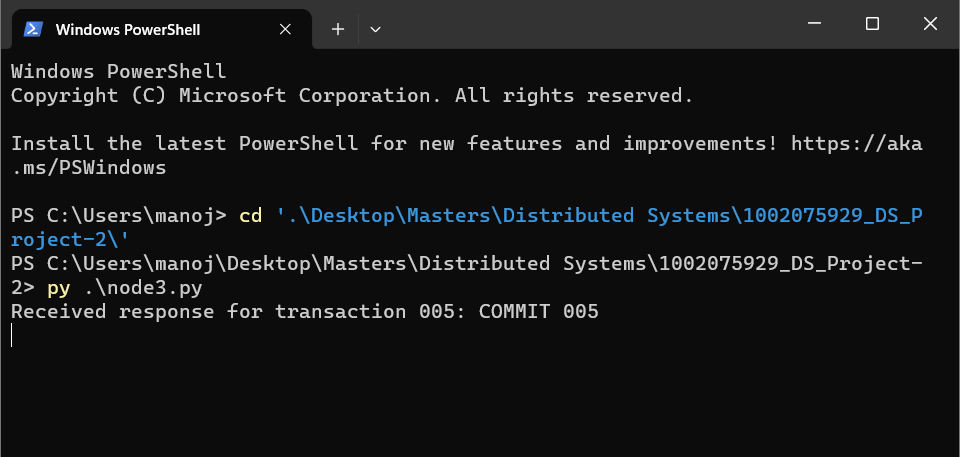 Windows PowerShell
Windows PowerShell
Copyright (C) Microsoft Corporation. All rights reserved.
Install the latest PowerShell for new features and improvements! https://aka
.ms/PSWindows
PS C:\Users\manoj> cd '.\Desktop\Masters\Distributed Systems\1002075929_DS_P
roject-2\'
PS C:\Users\manoj\Desktop\Masters\Distributed Systems\1002075929_DS_Project-
2> py .\node3.py
Received response for transaction 005: COMMIT 005